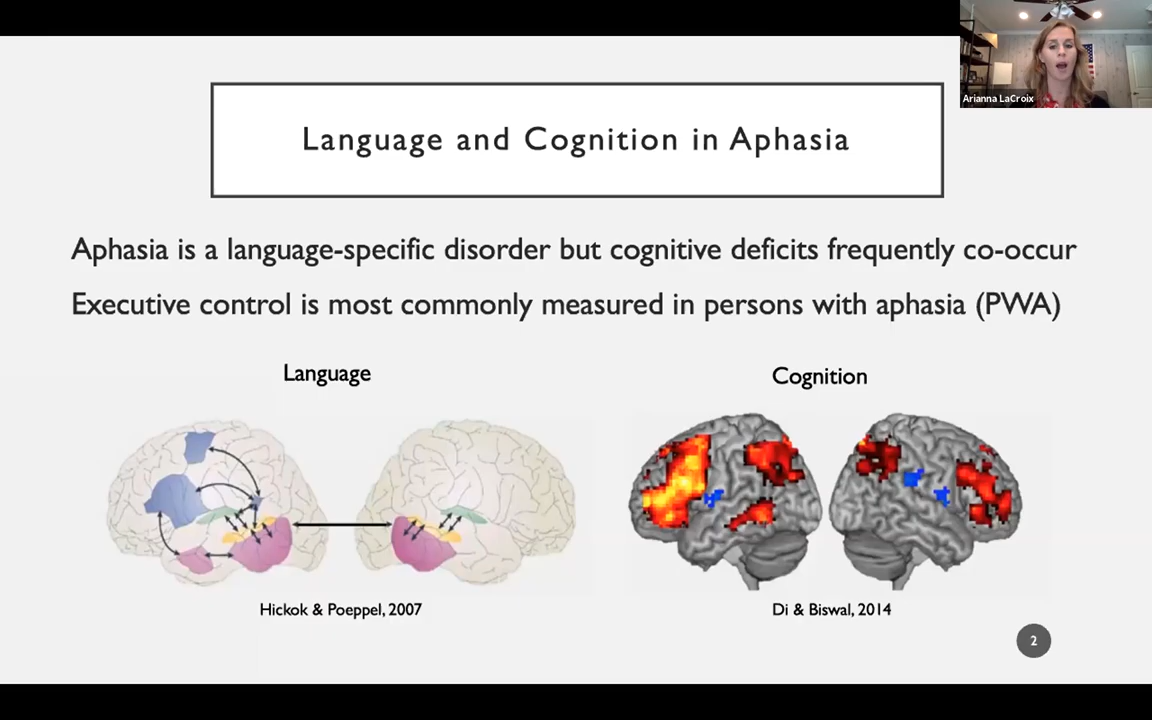 Arianna LaCroix
Language and Cognition in Aphasia
Aphasia is a language-specific disorder but cognitive deficits frequently co-occur
Executive control is most commonly measured in persons with aphasia (PWA)
Language
Cognition
Hickok & Poeppel, 2007
Di & Biswal, 2014
2